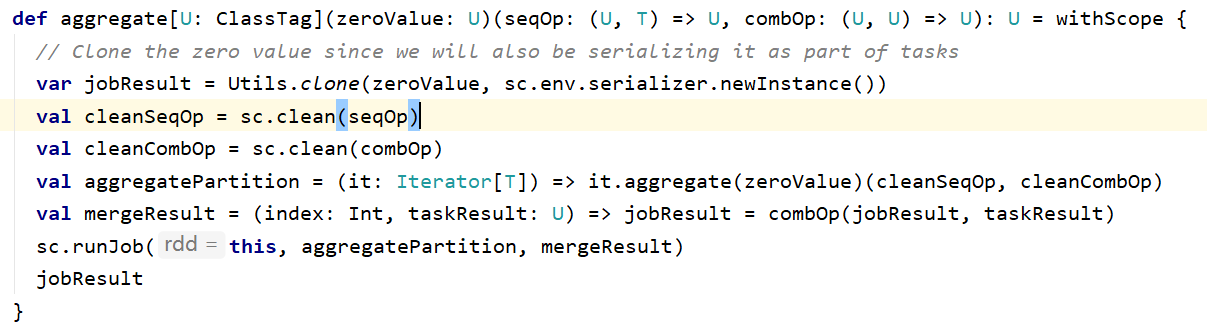 def aggregate[U: ClassTag](zeroValue: U)(seqOp: (U, T) => U, combOp: (U, U) => U): U = withScope {
// Clone the zero value since we will also be serializing it as part of tasks
var jobResult = Utils.clone(zeroValue, sc.env.serializer.newInstance())
val cleanSeqOp = sc.clean(seqOp)
val cleanCombOp = sc.clean(combOp)
val aggregatePartition = (it: Iterator[T]) => it.aggregate(zeroValue)(cleanSeqOp, cleanCombOp)
val mergeResult = (index: Int, taskResult: U) => jobResult = combOp(jobResult, taskResult)
sc.runJob( rdd = this, aggregatePartition, mergeResult)
jobResult
}